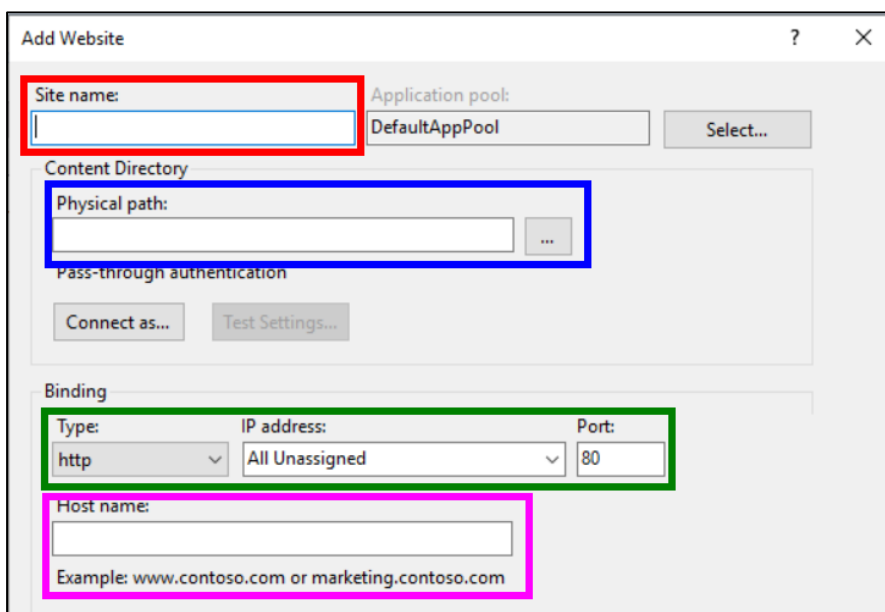 Add Website ?
Site name: Application pool:
DefaultAppPool Select...
Content Directory
Physical path:
...
Pass-through authentication
Connect as... Test Settings...
Binding
Type: IP address: Port:
http All Unassigned 80
Host name:
Example: www.contoso.com or marketing.contoso.com